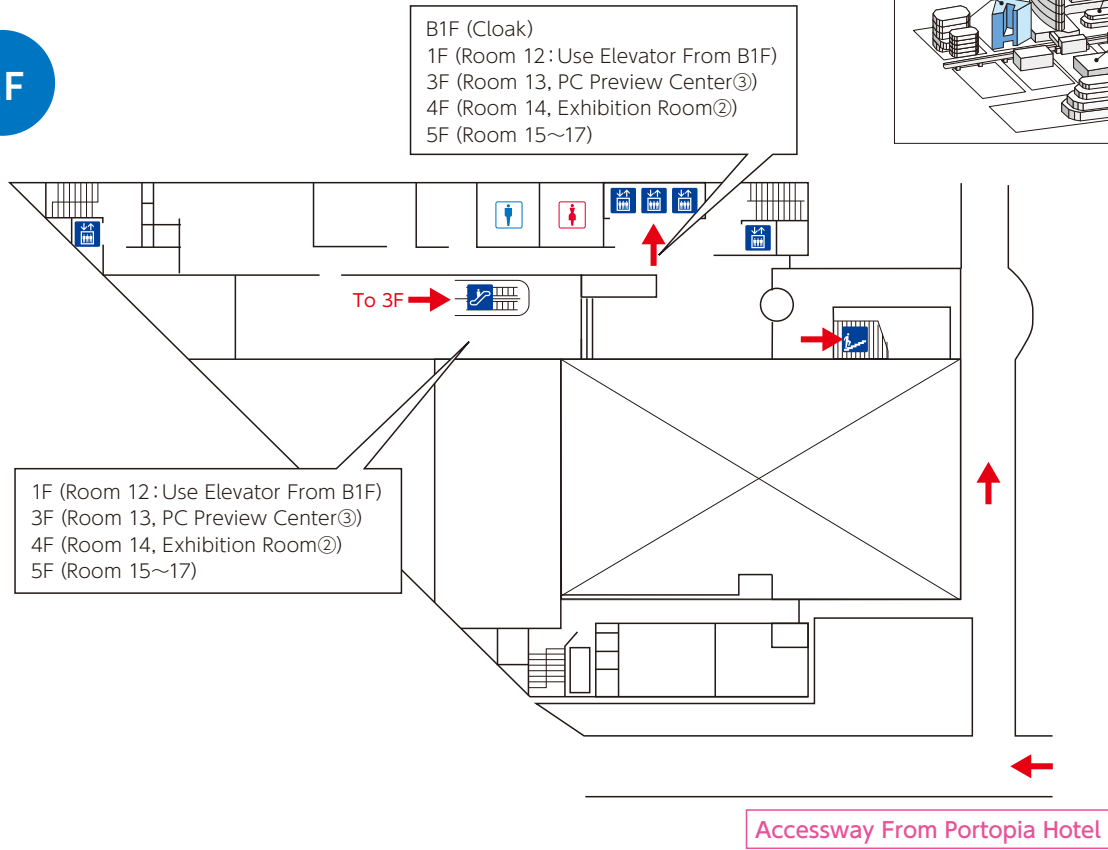 F
B1F (Cloak)
1F (Room 12：Use Elevator From B1F)
3F (Room 13, PC Preview Center③)
4F (Room 14, Exhibition Room②)
5F (Room 15～17)
To 3F
1F (Room 12：Use Elevator From B1F)
3F (Room 13, PC Preview Center③)
4F (Room 14, Exhibition Room②)
5F (Room 15～17)
Accessway From Portopia Hotel